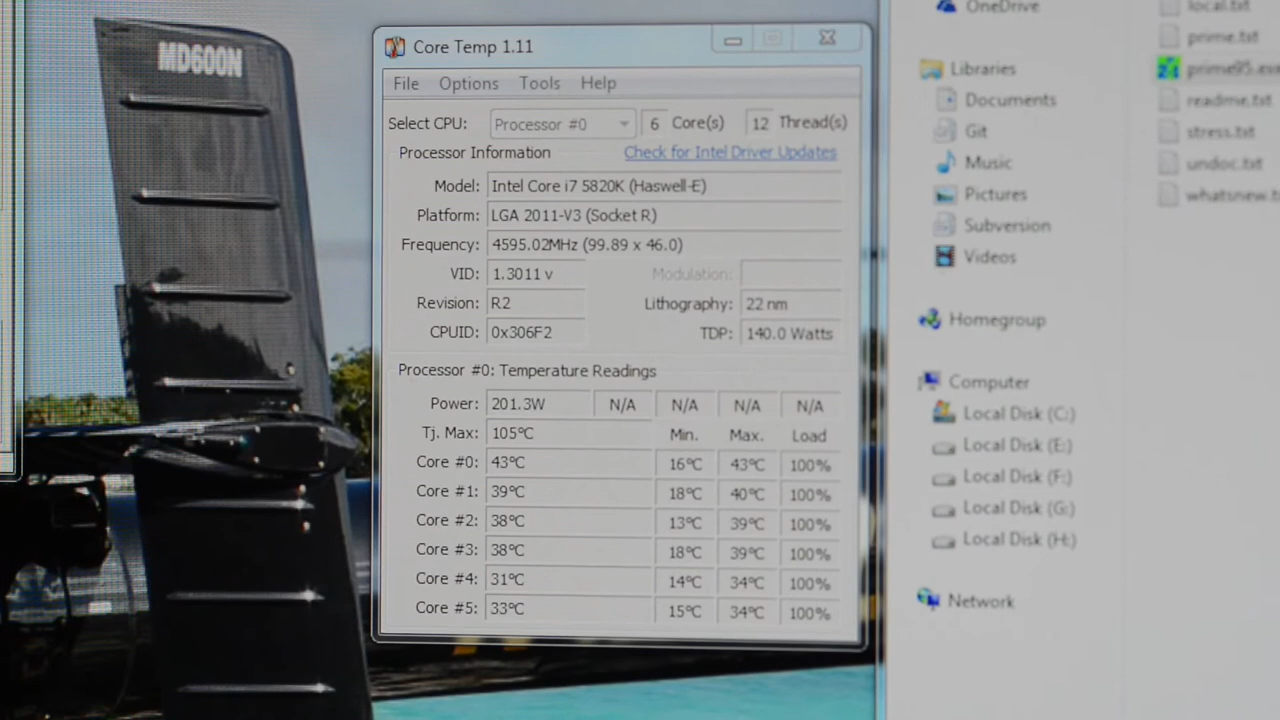 MD600N
Core Temp 1.11
File Options Tools Help
Select CPU: Processor #0 6 Core(s) 12 Thread(s)
Processor Information Check for Intel Driver Updates
Model: Intel Core i7 5820K (Haswell-E)
Platform: LGA 2011-V3 (Socket R)
Frequency: 4595.02MHz (99.89 x 46.0)
VID: 1.3011 v Modulation:
Revision: R2 Lithography: 22 nm
CPUID: 0x306F2 TDP: 140.0 Watts
Processor #0: Temperature Readings
Power: 201.3W N/A N/A N/A N/A
Tj. Max: 105°C Min. Max. Load
Core #0: 43°C 16°C 43°C 100%
Core #1: 39°C 18°C 40°C 100%
Core #2: 38°C 13°C 39°C 100%
Core #3: 38°C 18°C 39°C 100%
Core #4: 31°C 14°C 34°C 100%
Core #5: 33°C 15°C 34°C 100%
OneDrive
Libraries
Documents
Git
Music
Pictures
Subversion
Videos
Homegroup
Computer
Local Disk (C:)
Local Disk (E:)
Local Disk (F:)
Local Disk (G:)
Local Disk (H:)
Network
local.txt
prime.txt
prime95.exe
readme.txt
stress.txt
undoc.txt
whatsnew.t